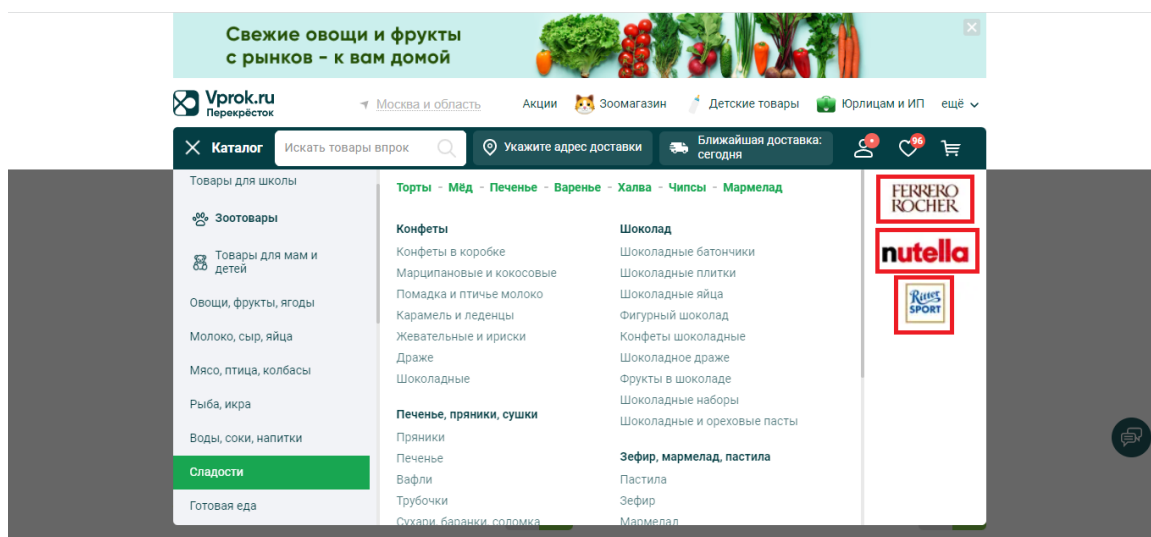 Свежие овощи и фрукты
с рынков - к вам домой
Vprok.ru
Перекрёсток
Москва и область
Акции
Зоомагазин
Детские товары
Юрлицам и ИП
ещё
Каталог
Искать товары впрок
Укажите адрес доставки
Ближайшая доставка:
сегодня
96
Товары для школы
Зоотовары
Товары для мам и
детей
Овощи, фрукты, ягоды
Молоко, сыр, яйца
Мясо, птица, колбасы
Рыба, икра
Воды, соки, напитки
Сладости
Готовая еда
Торты - Мёд - Печенье - Варенье - Халва - Чипсы - Мармелад
Конфеты
Конфеты в коробке
Марципановые и кокосовые
Помадка и птичье молоко
Карамель и леденцы
Жевательные и ириски
Драже
Шоколадные
Печенье, пряники, сушки
Пряники
Печенье
Вафли
Трубочки
Сухари, баранки, соломка
Шоколад
Шоколадные батончики
Шоколадные плитки
Шоколадные яйца
Фигурный шоколад
Конфеты шоколадные
Шоколадное драже
Фрукты в шоколаде
Шоколадные наборы
Шоколадные и ореховые пасты
Зефир, мармелад, пастила
Пастила
Зефир
Мармелад
FERRERO
ROCHER
nutella
Ritter
SPORT